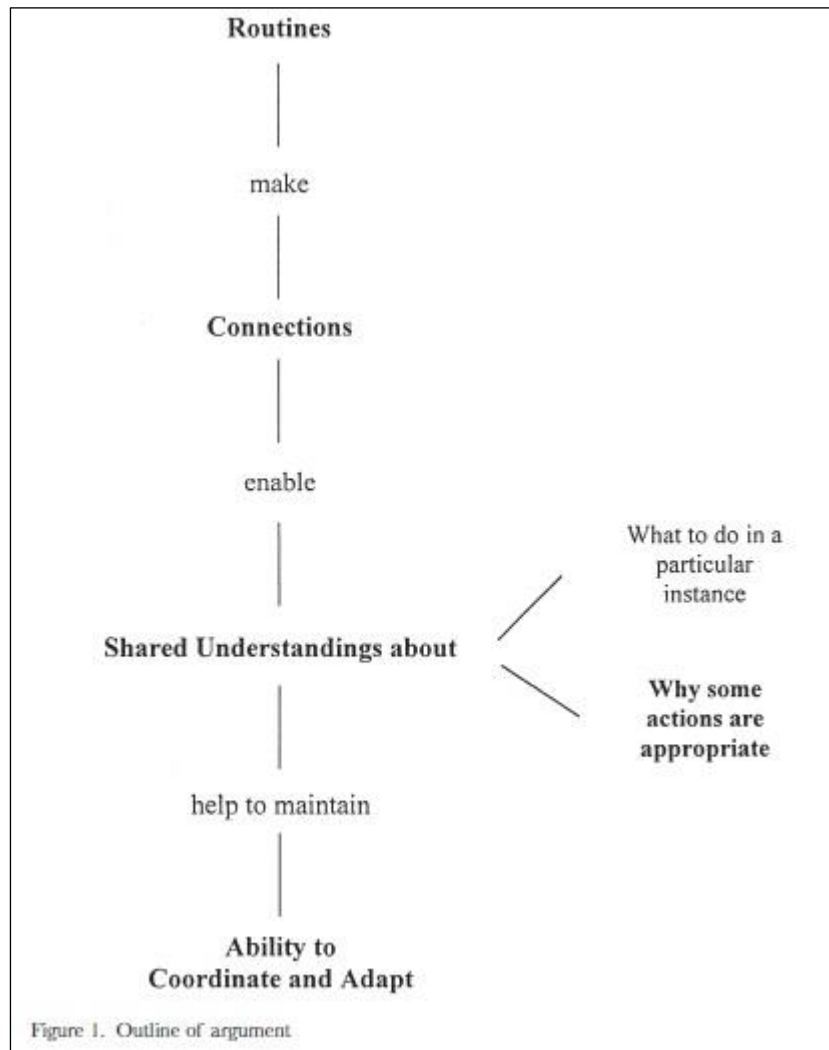 Routines
make
Connections
enable
What to do in a
particular
instance
Shared Understandings about
Why some
actions are
appropriate
help to maintain
Ability to
Coordinate and Adapt
Figure 1. Outline of argument